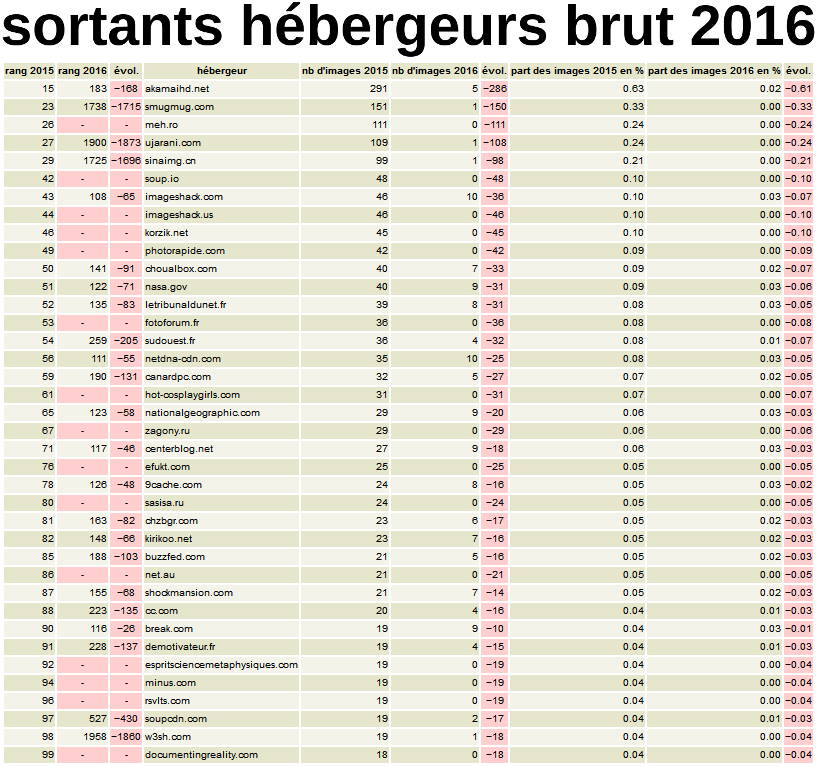 sortants hébergeurs brut 2016
rang 2015 rang 2016 évol. hébergeur nb d'images 2015 nb d'images 2016 évol. part des images 2015 en % part des images 2016 en % évol.
15 183 −168 akamaihd.net 291 5 −286 0.63 0.02 −0.61
23 1738 −1715 smugmug.com 151 1 −150 0.33 0.00 −0.33
26 - - meh.ro 111 0 −111 0.24 0.00 −0.24
27 1900 −1873 ujarani.com 109 1 −108 0.24 0.00 −0.24
29 1725 −1696 sinaimg.cn 99 1 −98 0.21 0.00 −0.21
42 - - soup.io 48 0 −48 0.10 0.00 −0.10
43 108 −65 imageshack.com 46 10 −36 0.10 0.03 −0.07
44 - - imageshack.us 46 0 −46 0.10 0.00 −0.10
46 - - korzik.net 45 0 −45 0.10 0.00 −0.10
49 - - photorapide.com 42 0 −42 0.09 0.00 −0.09
50 141 −91 choualbox.com 40 7 −33 0.09 0.02 −0.07
51 122 −71 nasa.gov 40 9 −31 0.09 0.03 −0.06
52 135 −83 letribunaldunet.fr 39 8 −31 0.08 0.03 −0.05
53 - - fotoforum.fr 36 0 −36 0.08 0.00 −0.08
54 259 −205 sudouest.fr 36 4 −32 0.08 0.01 −0.07
56 111 −55 netdna-cdn.com 35 10 −25 0.08 0.03 −0.05
59 190 −131 canardpc.com 32 5 −27 0.07 0.02 −0.05
61 - - hot-cosplaygirls.com 31 0 −31 0.07 0.00 −0.07
65 123 −58 nationalgeographic.com 29 9 −20 0.06 0.03 −0.03
67 - - zagony.ru 29 0 −29 0.06 0.00 −0.06
71 117 −46 centerblog.net 27 9 −18 0.06 0.03 −0.03
76 - - efukt.com 25 0 −25 0.05 0.00 −0.05
78 126 −48 9cache.com 24 8 −16 0.05 0.03 −0.02
80 - - sasisa.ru 24 0 −24 0.05 0.00 −0.05
81 163 −82 chzbgr.com 23 6 −17 0.05 0.02 −0.03
82 148 −66 kirikoo.net 23 7 −16 0.05 0.02 −0.03
85 188 −103 buzzfed.com 21 5 −16 0.05 0.02 −0.03
86 - - net.au 21 0 −21 0.05 0.00 −0.05
87 155 −68 shockmansion.com 21 7 −14 0.05 0.02 −0.03
88 223 −135 cc.com 20 4 −16 0.04 0.01 −0.03
90 116 −26 break.com 19 9 −10 0.04 0.03 −0.01
91 228 −137 demotivateur.fr 19 4 −15 0.04 0.01 −0.03
92 - - espritsciencemetaphysiques.com 19 0 −19 0.04 0.00 −0.04
94 - - minus.com 19 0 −19 0.04 0.00 −0.04
96 - - rsvlts.com 19 0 −19 0.04 0.00 −0.04
97 527 −430 soupcdn.com 19 2 −17 0.04 0.01 −0.03
98 1958 −1860 w3sh.com 19 1 −18 0.04 0.00 −0.04
99 - - documentingreality.com 18 0 −18 0.04 0.00 −0.04